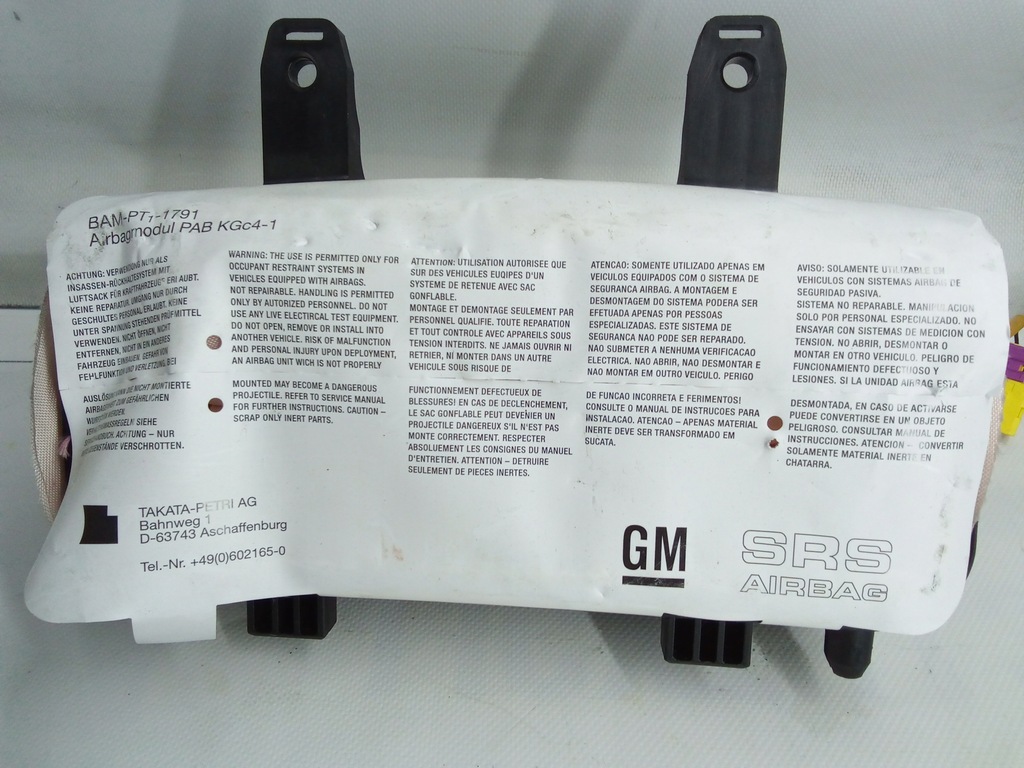 BAM-PT1-1791
Airbagmodul PAB KGc4-1
ACHTUNG: VERWENDUNG NUR ALS
INSASSEN-RÜCKHALTESYSTEM MIT
LUFTSACK FÜR KRAFTFAHRZEUGE ERLAUBT.
KEINE REPARATUR. UMGANG NUR DURCH
GESCHULTES PERSONAL ERLAUBT. KEINE
UNTER SPANNUNG STEHENDEN PRÜFMITTEL
VERWENDEN. NICHT ÖFFNEN, NICHT
ENTFERNEN, NICHT IN EIN ANDERES
FAHRZEUG EINBAUEN. GEFAHR VON
FEHLFUNKTION UND VERLETZUNG. BEI
AUSLÖSUNG KANN DIE NICHT MONTIERTE
AIRBAGEINHEIT ZUM GEFÄHRLICHEN
WERDEN.
SIEHE
ACHTUNG – NUR
VERSCHROTTEN.
WARNING: THE USE IS PERMITTED ONLY FOR
OCCUPANT RESTRAINT SYSTEMS IN
VEHICLES EQUIPPED WITH AIRBAGS.
NOT REPAIRABLE. HANDLING IS PERMITTED
ONLY BY AUTHORIZED PERSONNEL. DO NOT
USE ANY LIVE ELECTIRCAL TEST EQUIPMENT.
DO NOT OPEN, REMOVE OR INSTALL INTO
ANOTHER VEHICLE. RISK OF MALFUNCTION
AND PERSONAL INJURY UPON DEPLOYMENT,
AN AIRBAG UNIT WICH IS NOT PROPERLY
MOUNTED MAY BECOME A DANGEROUS
PROJECTILE. REFER TO SERVICE MANUAL
FOR FURTHER INSTRUCTIONS. CAUTION –
SCRAP ONLY INERT PARTS.
ATTENTION: UTILISATION AUTORISEE QUE
SUR DES VEHICULES EUQIPES D'UN
SYSTEME DE RETENUE AVEC SAC
GONFLABLE.
MONTAGE ET DEMONTAGE SEULEMENT PAR
PERSONNEL QUALIFIE. TOUTE REPARATION
ET TOUT CONTROLE AVEC APPAREILS SOUS
TENSION INTERDITS. NE JAMAIS OUVRIR NI
RETRIER, NI MONTER DANS UN AUTRE
VEHICULE SOUS RISQUE DE
FUNCTIONNEMENT DEFECTUEUX DE
BLESSURES! EN CAS DE DECLENCHEMENT,
LE SAC GONFLABLE PEUT DEVENIER UN
PROJECTILE DANGEREUX S'IL N'EST PAS
MONTE CORRECTEMENT. RESPECTER
ABSOLUEMENT LES CONSIGNES DU MANUEL
D'ENTRETIEN. ATTENTION – DETRUIRE
SEULEMENT DE PIECES INERTES.
ATENCAO: SOMENTE UTILIZADO APENAS EM
VEICULOS EQUIPADOS COM O SISTEMA DE
SEGURANCA AIRBAG. A MONTAGEM E
DESMONTAGEM DO SISTEMA PODERA SER
EFETUADA APENAS POR PESSOAS
ESPECIALIZADAS. ESTE SISTEMA DE
SEGURANCA NAO PODE SER REPARADO.
NAO SUBMETER A NENHUMA VERIFICACAO
ELECTRICA. NAO ABRIR, NAO DESMONTAR E
NAO MONTAR EM OUTRO VEICULO. PERIGO
DE FUNCAO INCORRETA E FERIMENTOS!
CONSULTE O MANUAL DE INSTRUCOES PARA
INSTALACAO. ATENCAO – APENAS MATERIAL
INERTE DEVE SER TRANSFORMADO EM
SUCATA.
AVISO: SOLAMENTE UTILIZABLE EN
VEHICULOS CON SISTEMAS AIRBAG DE
SEGURIDAD PASIVA.
SISTEMA NO REPARABLE. MANIPULACION
SOLO POR PERSONAL ESPECIALIZADO. NO
ENSAYAR CON SISTEMAS DE MEDICION CON
TENSION. NO ABRIR, DESMONTAR O
MONTAR EN OTRO VEHICULO. PELIGRO DE
FUNCIONAMIENTO DEFECTUOSO Y
LESIONES. SI LA UNIDAD AIRBAG ESTA
DESMONTADA, EN CASO DE ACTIVARSE
PUEDE CONVERTIRSE EN UN OBJETO
PELIGROSO. CONSULTAR MANUAL DE
INSTRUCCIONES. ATENCION – CONVERTIR
SOLAMENTE MATERIAL INERTE EN
CHATARRA.
TAKATA-PETRI AG
Bahnweg 1
D-63743 Aschaffenburg
Tel.-Nr. +49(0)602165-0
GM
SRS
AIRBAG